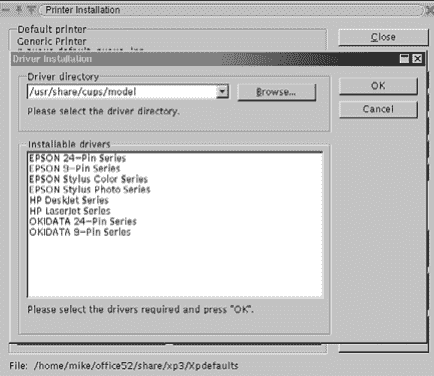 Printer Installation
Default printer
Generic Printer
Close
Driver Installation
Driver directory
/usr/share/cups/model
Browse...
OK
Please select the driver directory.
Cancel
Installable drivers
EPSON 24-Pin Series
EPSON 9-Pin Series
EPSON Stylus Color Series
EPSON Stylus Photo Series
HP DeskJet Series
HP LaserJet Series
OKIDATA 24-Pin Series
OKIDATA 9-Pin Series
Please select the drivers required and press "OK".
File: /home/mike/office52/share/xp3/Xpdefaults